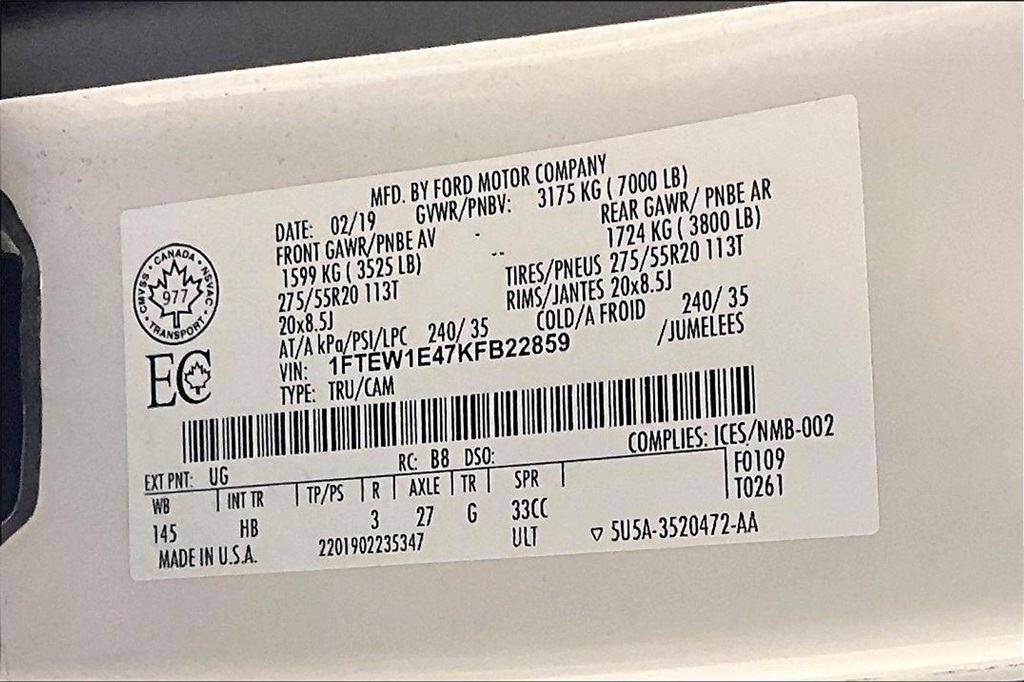 MFD. BY FORD MOTOR COMPANY
DATE: 02/19 GVWR/PNBV: 3175 KG ( 7000 LB)
FRONT GAWR/PNBE AV REAR GAWR/ PNBE AR
1599 KG ( 3525 LB) 1724 KG ( 3800 LB)
275/55R20 113T TIRES/PNEUS 275/55R20 113T
20x8.5J RIMS/JANTES 20x8.5J
AT/A kPa/PSI/LPC 240/ 35 COLD/A FROID 240/ 35
VIN: 1FTEW1E47KFB22859 /JUMELEES
TYPE: TRU/CAM
CANADA
CMVSS NSVAC
977
TRANSPORT
EC
COMPLIES: ICES/NMB-002
EXT PNT: UG RC: B8 DSO: F0109
WB INT TR TP/PS R AXLE TR SPR T0261
145 HB 3 27 G 33CC
ULT
MADE IN U.S.A. 2201902235347 5U5A-3520472-AA